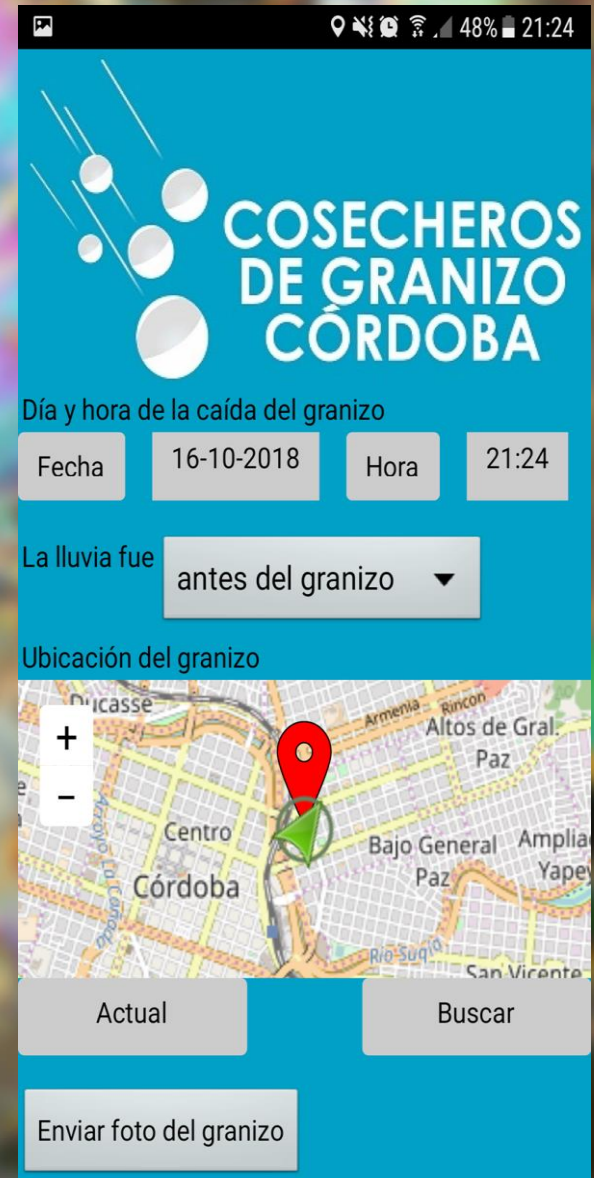 48% 21:24
COSECHEROS
DE GRANIZO
CÓRDOBA
Día y hora de la caída del granizo
Fecha 16-10-2018 Hora 21:24
La lluvia fue antes del granizo
Ubicación del granizo
Ducasse
Armenia Rincon
+
Altos de Gral.
Paz
−
Centro
Bajo General
Paz
Amplia
Yapey
Córdoba
Arroyo La Cañada
Río Suquía
San Vicente
Actual Buscar
Enviar foto del granizo